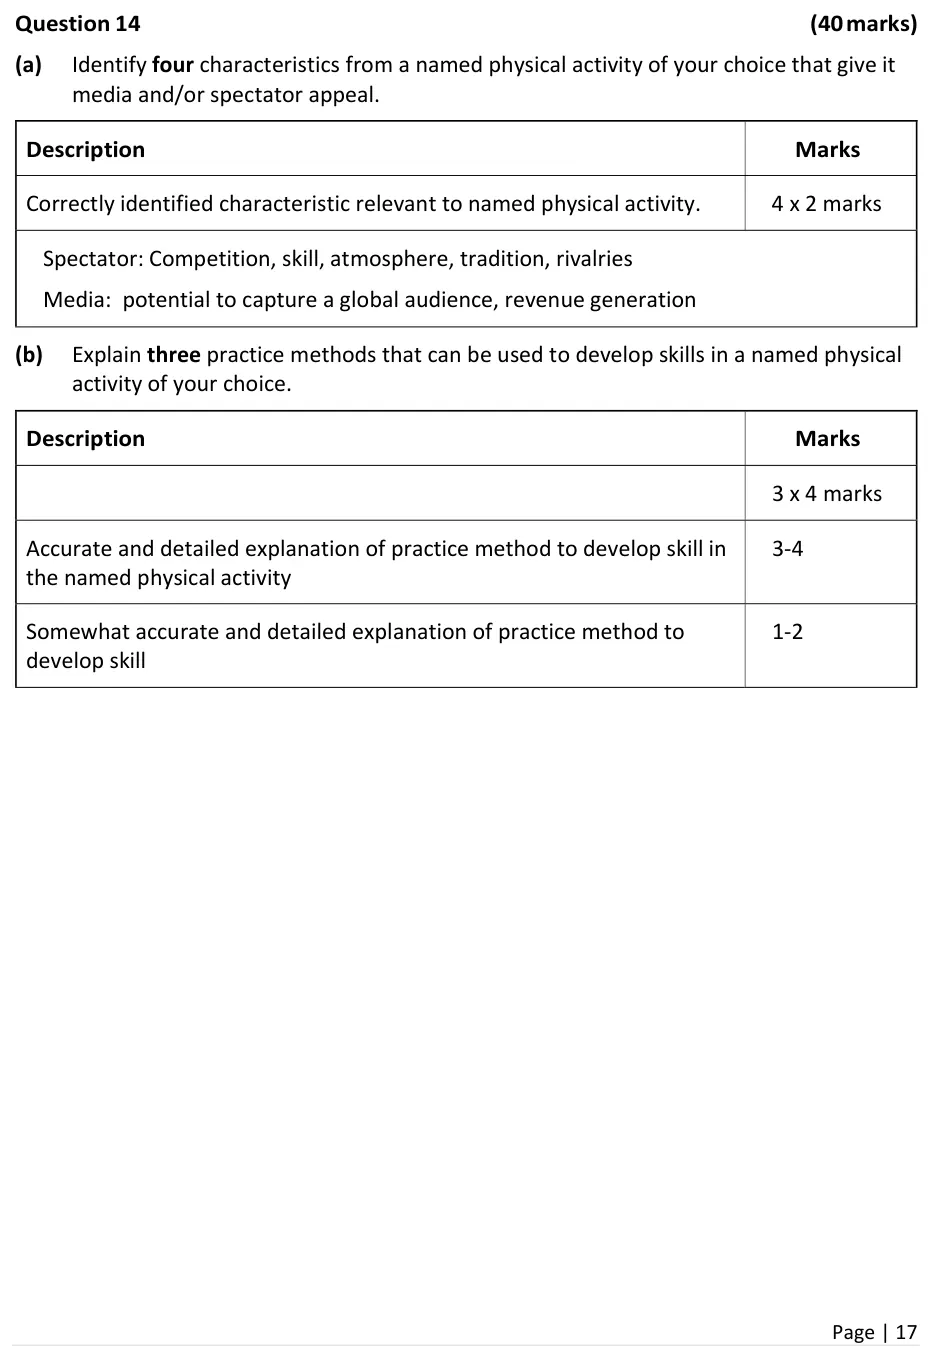 Question 14 (40 marks)
(a) Identify four characteristics from a named physical activity of your choice that give it
media and/or spectator appeal.
Description Marks
Correctly identified characteristic relevant to named physical activity. 4 x 2 marks
Spectator: Competition, skill, atmosphere, tradition, rivalries
Media: potential to capture a global audience, revenue generation
(b) Explain three practice methods that can be used to develop skills in a named physical
activity of your choice.
Description Marks
3 x 4 marks
Accurate and detailed explanation of practice method to develop skill in 3-4
the named physical activity
Somewhat accurate and detailed explanation of practice method to 1-2
develop skill
Page | 17